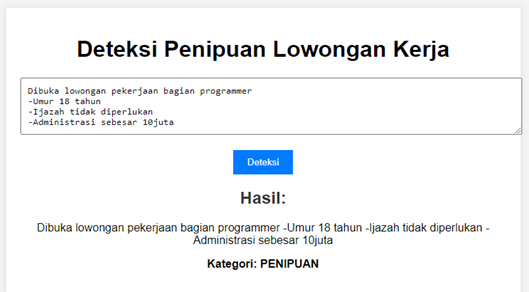 Deteksi Penipuan Lowongan Kerja
Dibuka lowongan pekerjaan bagian programmer
-Umur 18 tahun
-Ijazah tidak diperlukan
-Administrasi sebesar 10juta
Deteksi
Hasil:
Dibuka lowongan pekerjaan bagian programmer -Umur 18 tahun -Ijazah tidak diperlukan -
Administrasi sebesar 10juta
Kategori: PENIPUAN